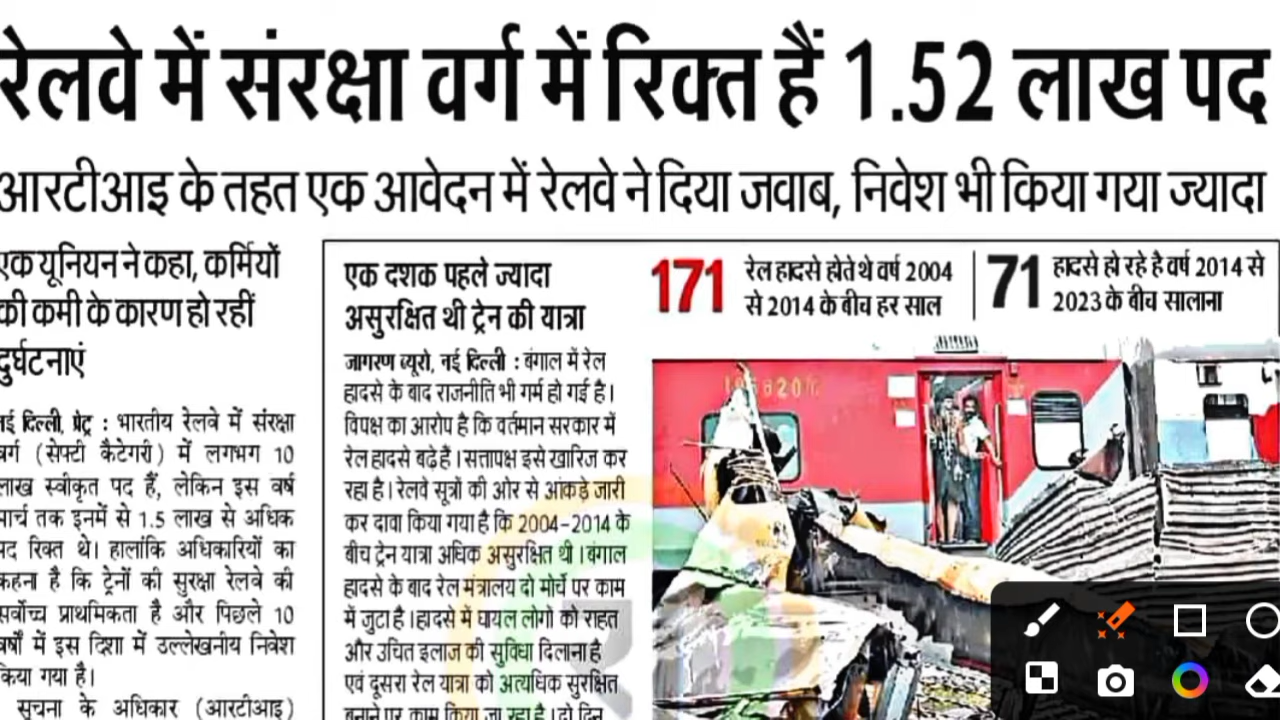 रेलवे में संरक्षा वर्ग में रिक्त हैं 1.52 लाख पद
आरटीआइ के तहत एक आवेदन में रेलवे ने दिया जवाब, निवेश भी किया गया ज्यादा
एक यूनियन ने कहा, कर्मियों
की कमी के कारण हो रहीं
दुर्घटनाएं
नई दिल्ली, प्रेट्र : भारतीय रेलवे में संरक्षा
वर्ग (सेफ्टी कैटेगरी) में लगभग 10
लाख स्वीकृत पद हैं, लेकिन इस वर्ष
मार्च तक इनमें से 1.5 लाख से अधिक
पद रिक्त थे। हालांकि अधिकारियों का
कहना है कि ट्रेनों की सुरक्षा रेलवे की
सर्वोच्च प्राथमिकता है और पिछले 10
वर्षों में इस दिशा में उल्लेखनीय निवेश
किया गया है।
सूचना के अधिकार (आरटीआइ)
एक दशक पहले ज्यादा
असुरक्षित थी ट्रेन की यात्रा
जागरण ब्यूरो, नई दिल्ली : बंगाल में रेल
हादसे के बाद राजनीति भी गर्म हो गई है।
विपक्ष का आरोप है कि वर्तमान सरकार में
रेल हादसे बढ़े हैं। सत्तापक्ष इसे खारिज कर
रहा है। रेलवे सूत्रों की ओर से आंकड़े जारी
कर दावा किया गया है कि 2004-2014 के
बीच ट्रेन यात्रा अधिक असुरक्षित थी। बंगाल
हादसे के बाद रेल मंत्रालय दो मोर्चे पर काम
में जुटा है। हादसे में घायल लोगों को राहत
और उचित इलाज की सुविधा दिलाना है
एवं दूसरा रेल यात्रा को अत्यधिक सुरक्षित
बनाने पर काम किया जा रहा है। दो दिन
171 रेल हादसे होते थे वर्ष 2004
से 2014 के बीच हर साल
71 हादसे हो रहे है वर्ष 2014 से
2023 के बीच सालाना